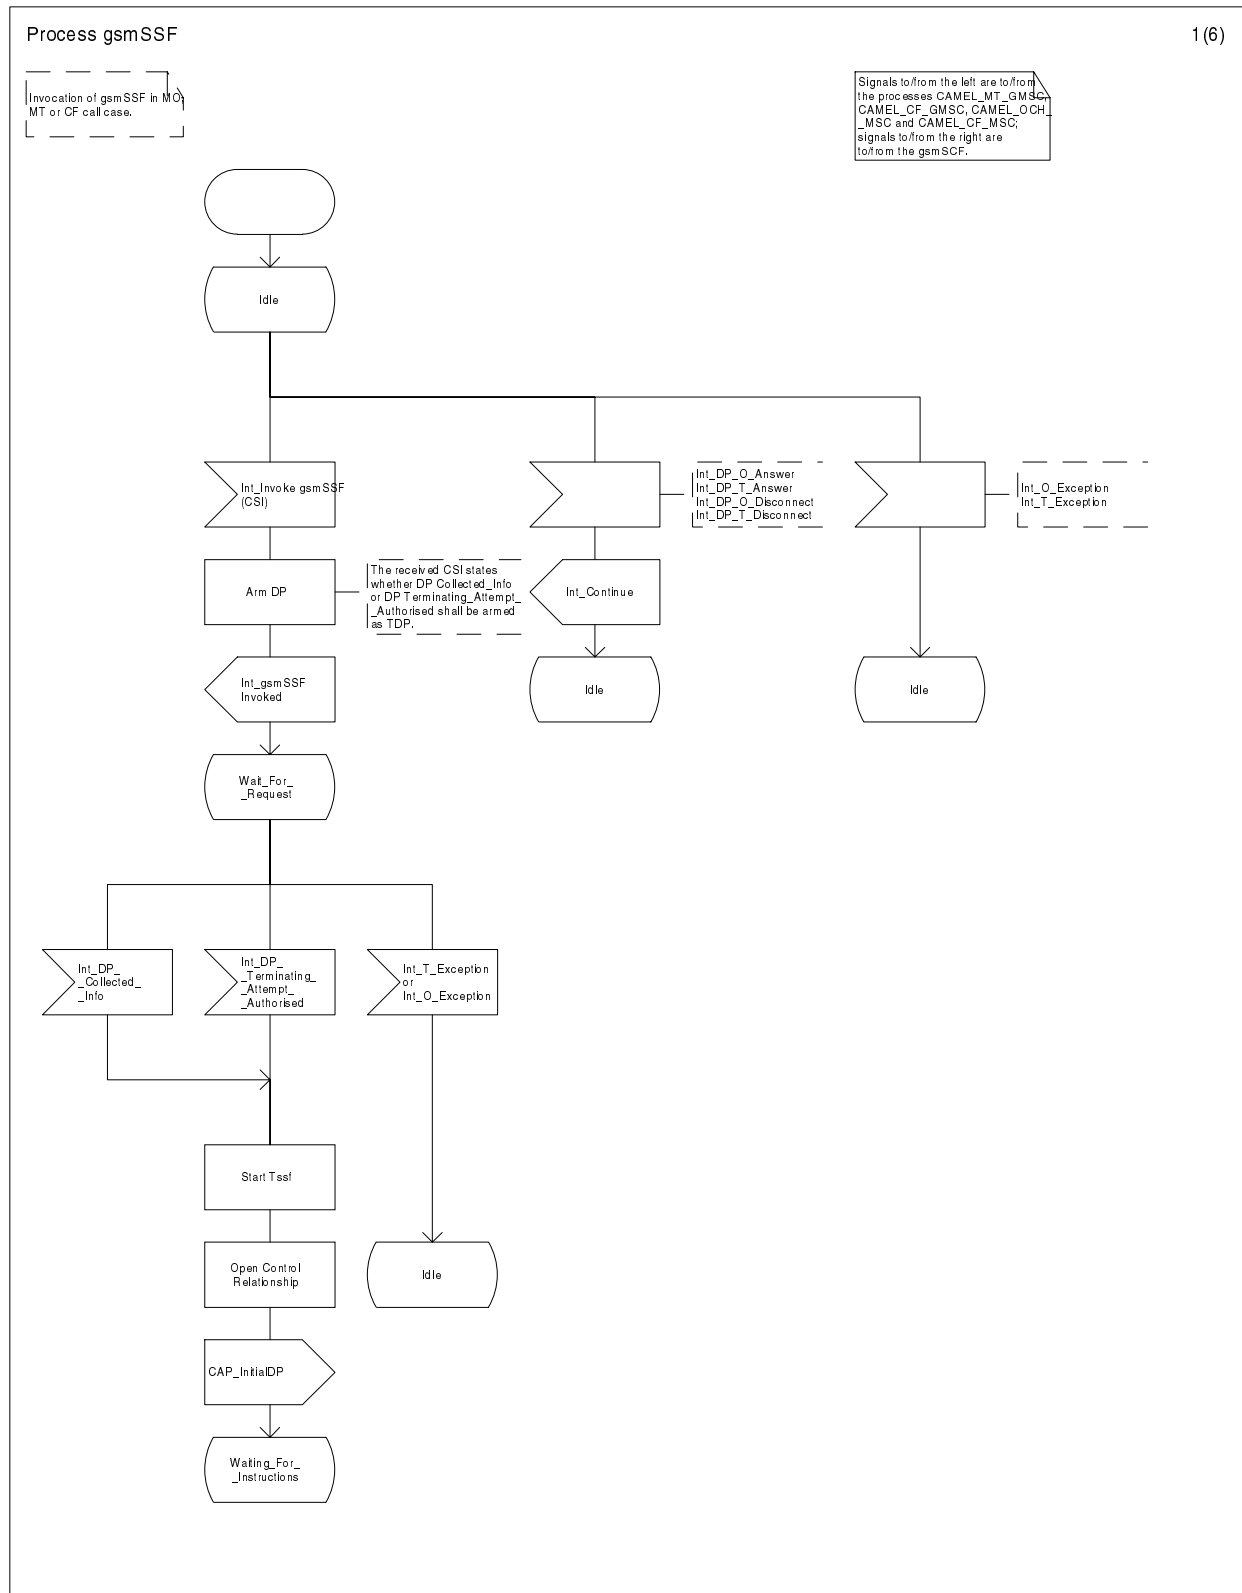 Process gsmSSF
1(6)
Invocation of gsmSSF in MO,
MT or CF call case.
Signals to/from the left are to/from
the processes CAMEL_MT_GMSC,
CAMEL_CF_GMSC, CAMEL_OCH_
_MSC and CAMEL_CF_MSC;
signals to/from the right are
to/from the gsmSCF.
Idle
Int_Invoke gsmSSF
(CSI)
Int_DP_O_Answer
Int_DP_T_Answer
Int_DP_O_Disconnect
Int_DP_T_Disconnect
Int_O_Exception
Int_T_Exception
Arm DP
The received CSI states
whether DP Collected_Info
or DP Terminating_Attempt_
_Authorised shall be armed
as TDP.
Int_Continue
Int_gsmSSF
Invoked
Idle
Idle
Wait_For_
_Request
Int_DP_
_Collected_
_Info
Int_DP_
_Terminating_
_Attempt_
_Authorised
Int_T_Exception
or
Int_O_Exception
Start Tssf
Open Control
Relationship
Idle
CAP_InitialDP
Waiting_For_
_Instructions